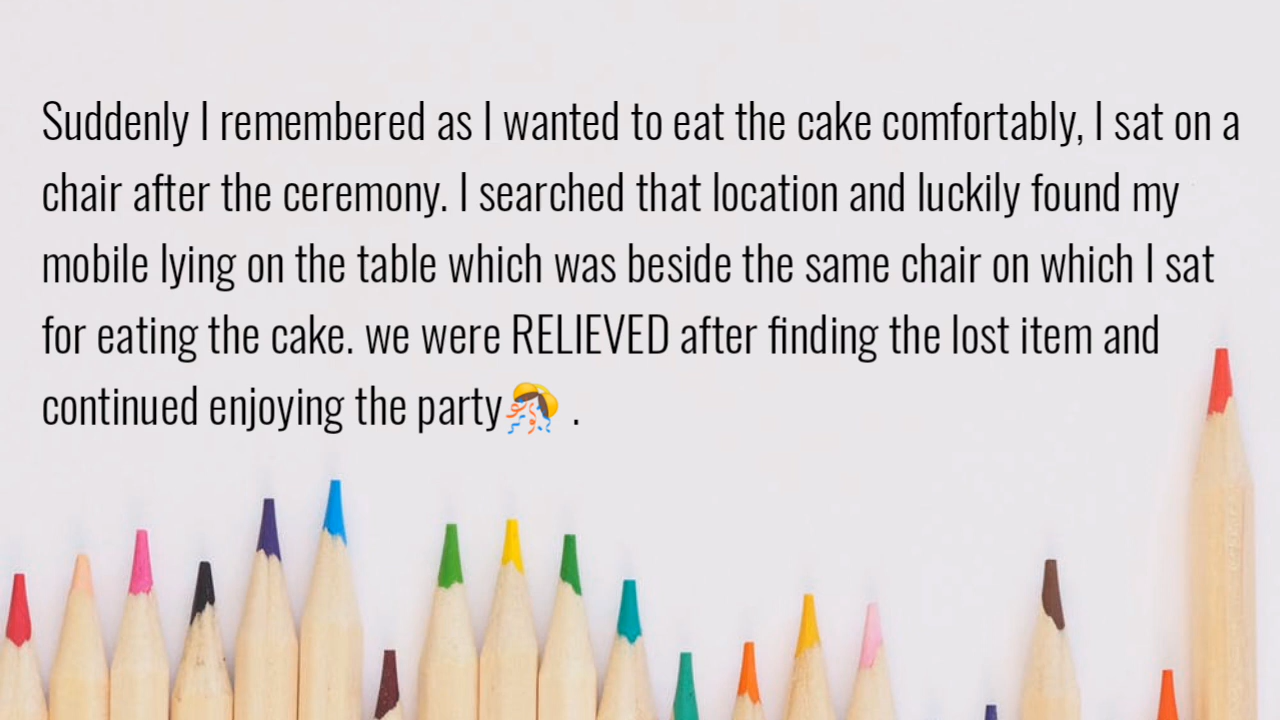 Suddenly I remembered as I wanted to eat the cake comfortably, I sat on a
chair after the ceremony. I searched that location and luckily found my
mobile lying on the table which was beside the same chair on which I sat
for eating the cake. we were RELIEVED after finding the lost item and
continued enjoying the party🎊 .